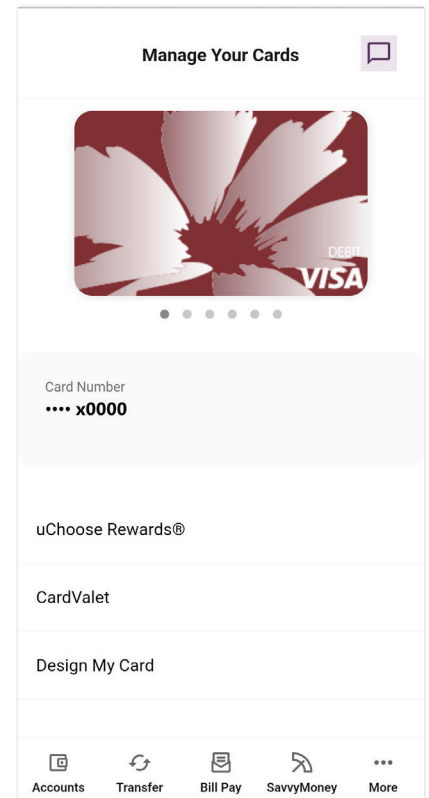 Manage Your Cards
DEBIT
VISA
Card Number
•••• x0000
uChoose Rewards®
CardValet
Design My Card
Accounts
Transfer
Bill Pay
SavvyMoney
More